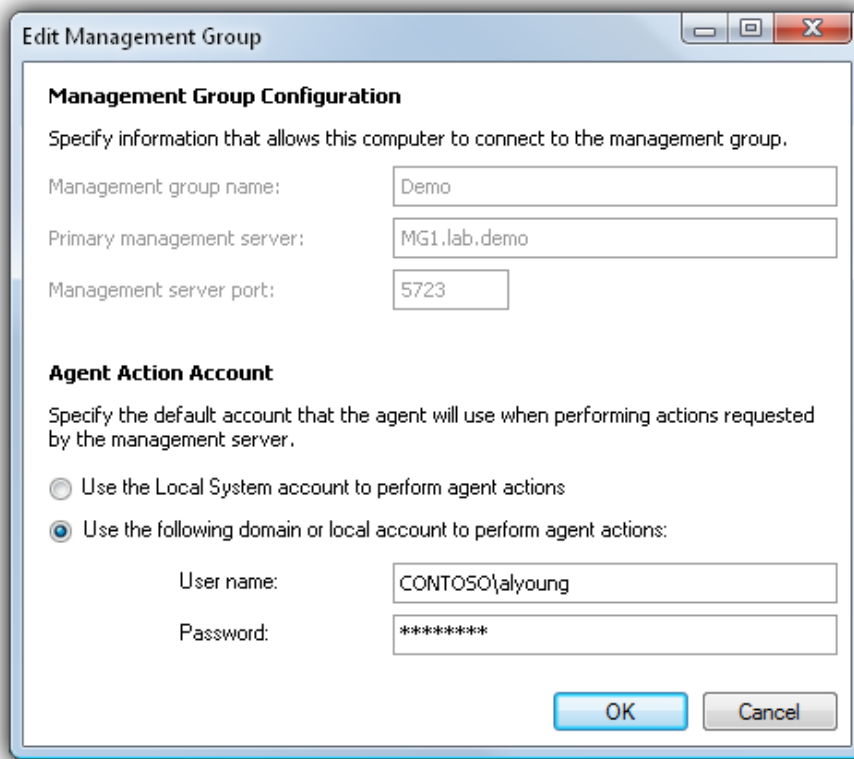 Edit Management Group
Management Group Configuration
Specify information that allows this computer to connect to the management group.
Management group name: Demo
Primary management server: MG1.lab.demo
Management server port: 5723
Agent Action Account
Specify the default account that the agent will use when performing actions requested
by the management server.
Use the Local System account to perform agent actions
Use the following domain or local account to perform agent actions:
User name: CONTOSO\alyoung
Password: ********
OK Cancel